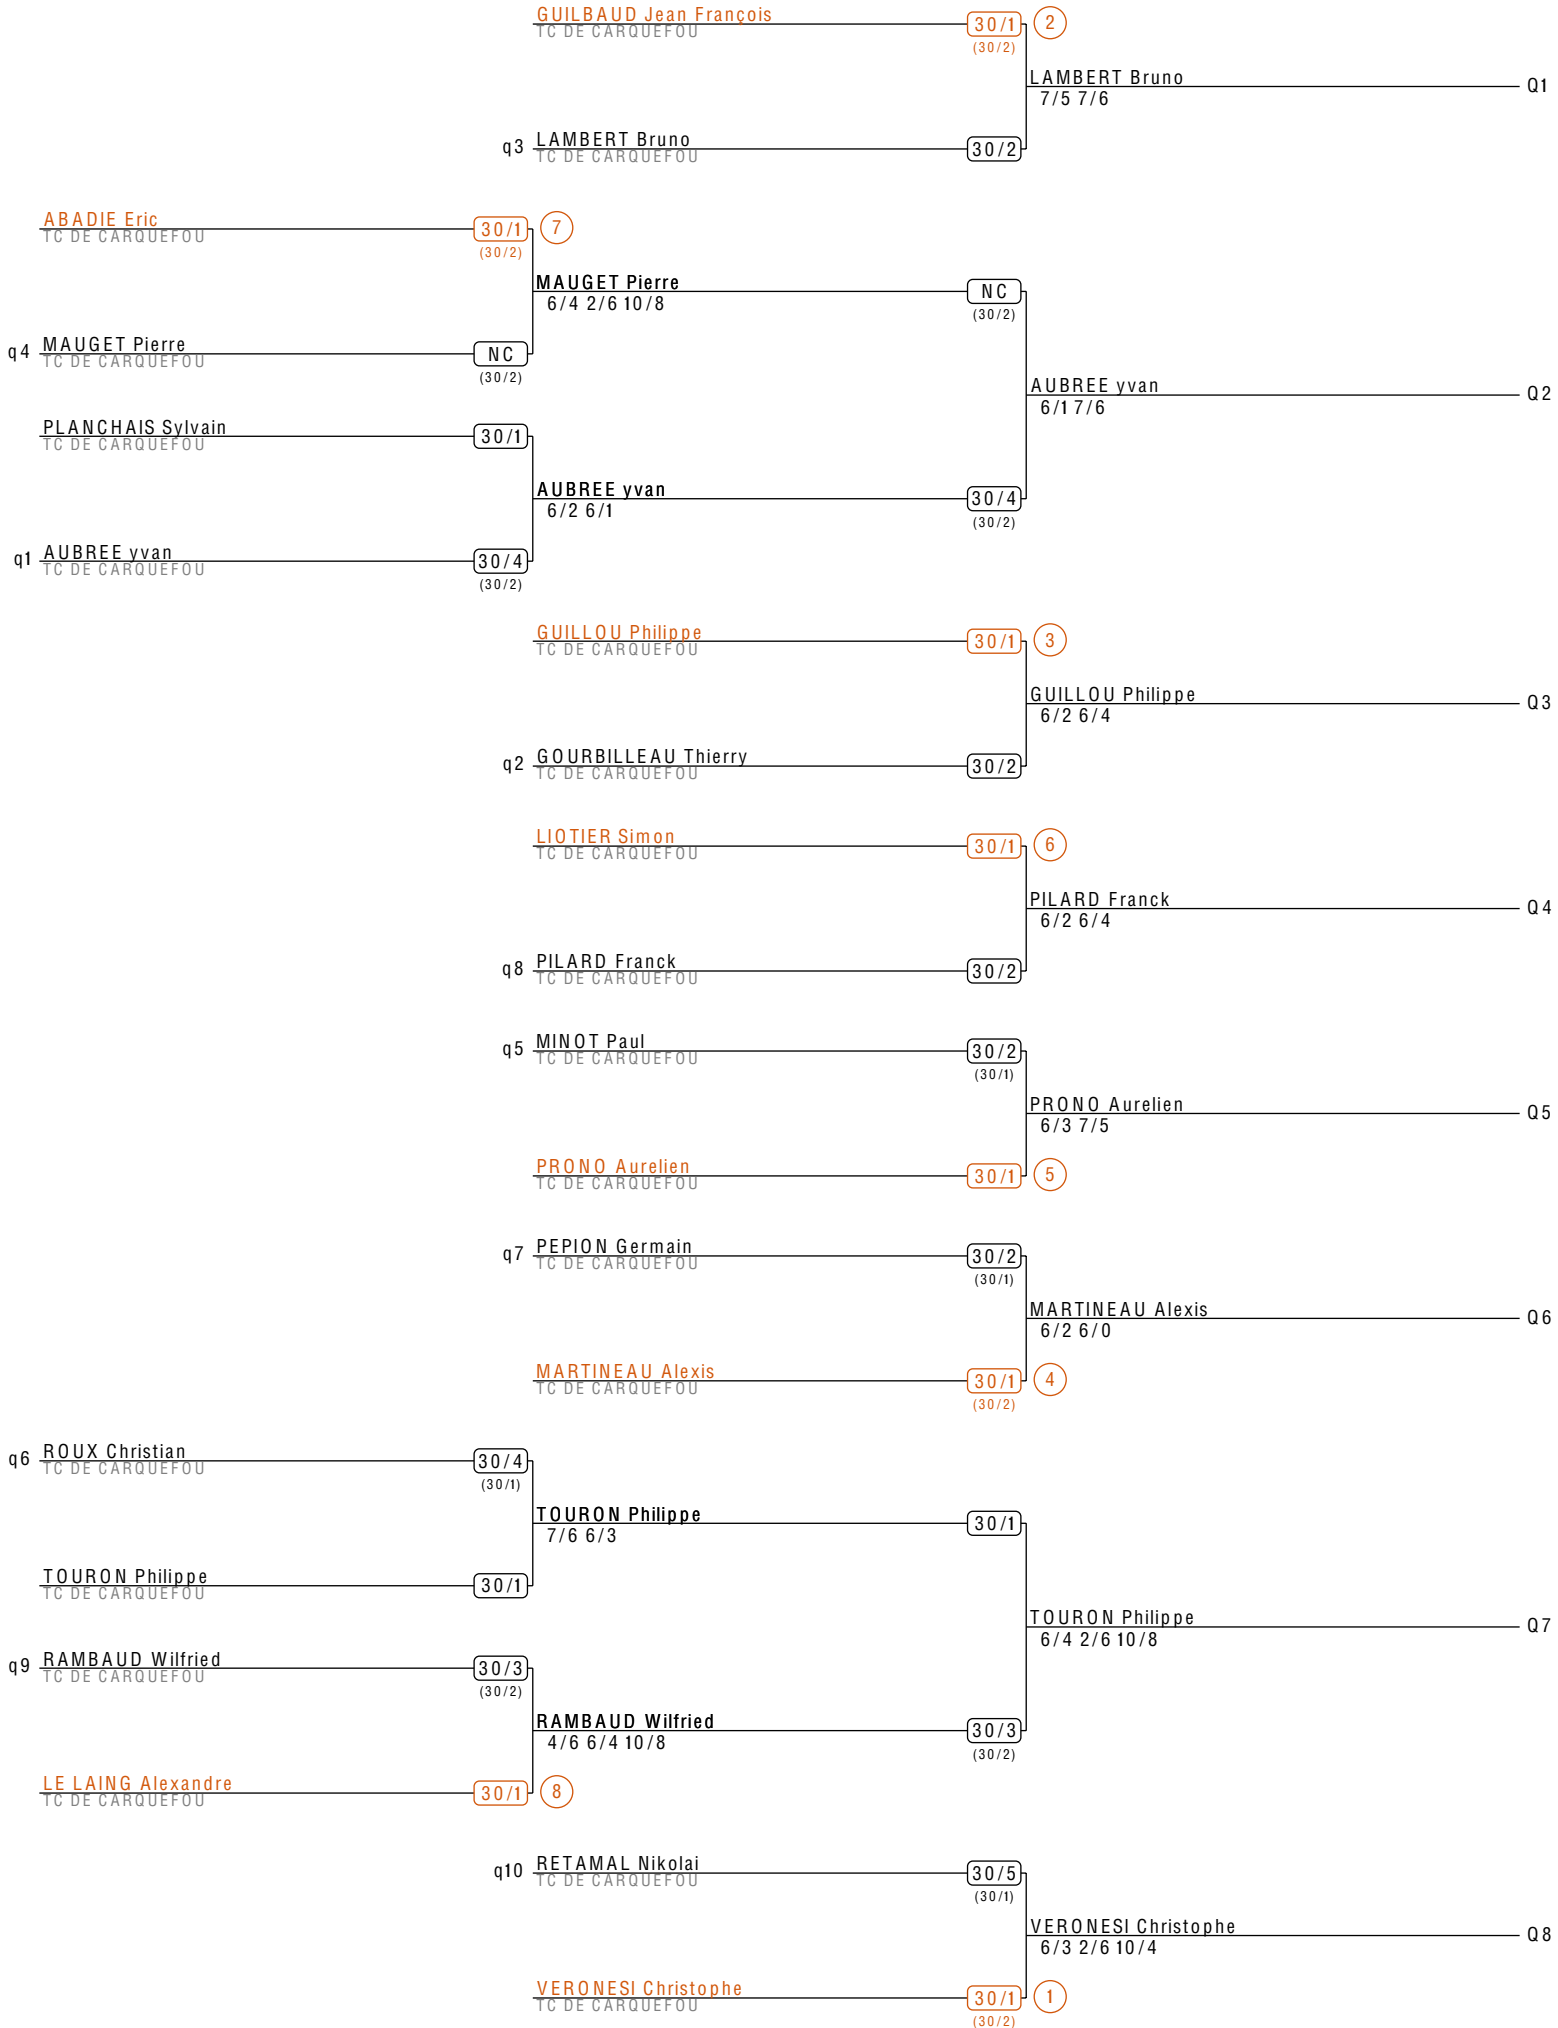 GUILBAUD Jean François 30/1 2
TC DE CARQUEFOU (30/2)
LAMBERT Bruno Q1
7/5 7/6
q3 LAMBERT Bruno 30/2
TC DE CARQUEFOU
ABADIE Eric 30/1 7
TC DE CARQUEFOU (30/2)
MAUGET Pierre NC
6/4 2/6 10/8 (30/2)
q4 MAUGET Pierre NC
TC DE CARQUEFOU (30/2)
AUBREE yvan Q2
6/1 7/6
PLANCHAIS Sylvain 30/1
TC DE CARQUEFOU
AUBREE yvan 30/4
6/2 6/1 (30/2)
q1 AUBREE yvan 30/4
TC DE CARQUEFOU (30/2)
GUILLOU Philippe 30/1 3
TC DE CARQUEFOU
GUILLOU Philippe Q3
6/2 6/4
q2 GOURBILLEAU Thierry 30/2
TC DE CARQUEFOU
LIOTIER Simon 30/1 6
TC DE CARQUEFOU
PILARD Franck Q4
6/2 6/4
q8 PILARD Franck 30/2
TC DE CARQUEFOU
q5 MINOT Paul 30/2
TC DE CARQUEFOU (30/1)
PRONO Aurelien Q5
6/3 7/5
PRONO Aurelien 30/1 5
TC DE CARQUEFOU
q7 PEPION Germain 30/2
TC DE CARQUEFOU (30/1)
MARTINEAU Alexis Q6
6/2 6/0
MARTINEAU Alexis 30/1 4
TC DE CARQUEFOU (30/2)
q6 ROUX Christian 30/4
TC DE CARQUEFOU (30/1)
TOURON Philippe 30/1
7/6 6/3
TOURON Philippe 30/1
TC DE CARQUEFOU
TOURON Philippe Q7
6/4 2/6 10/8
q9 RAMBAUD Wilfried 30/3
TC DE CARQUEFOU (30/2)
RAMBAUD Wilfried 30/3
4/6 6/4 10/8 (30/2)
LE LAING Alexandre 30/1 8
TC DE CARQUEFOU
q10 RETAMAL Nikolai 30/5
TC DE CARQUEFOU (30/1)
VERONESI Christophe Q8
6/3 2/6 10/4
VERONESI Christophe 30/1 1
TC DE CARQUEFOU (30/2)